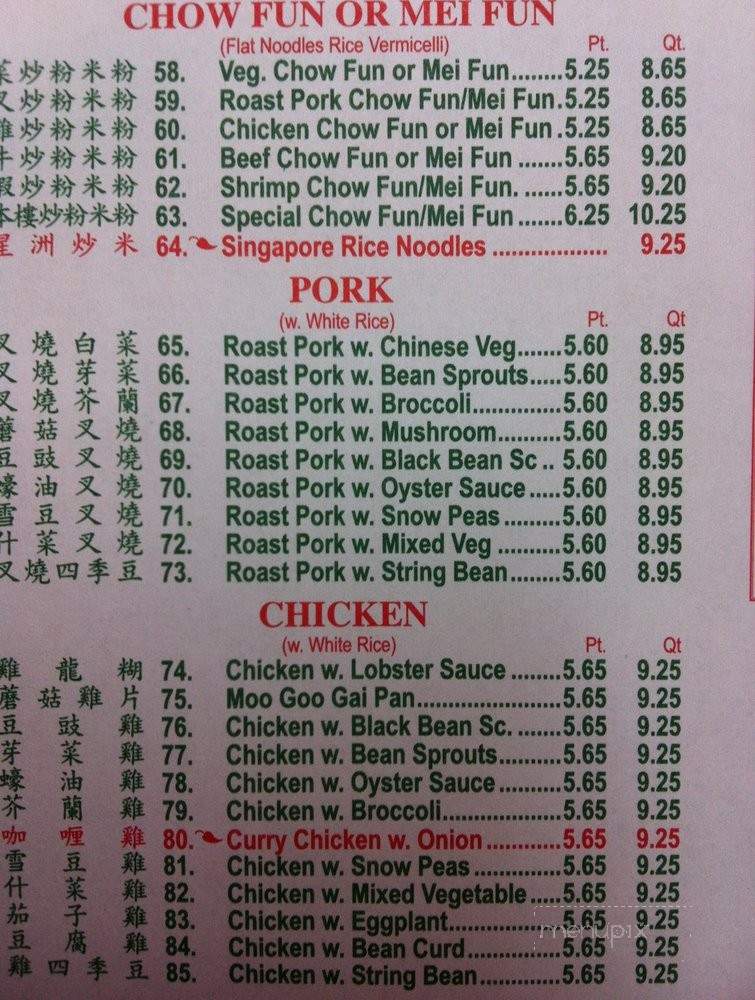 CHOW FUN OR MEI FUN
(Flat Noodles Rice Vermicelli) Pt. Qt.
菜炒粉米粉 58. Veg. Chow Fun or Mei Fun........5.25 8.65
叉炒粉米粉 59. Roast Pork Chow Fun/Mei Fun.5.25 8.65
雞炒粉米粉 60. Chicken Chow Fun or Mei Fun .5.25 8.65
牛炒粉米粉 61. Beef Chow Fun or Mei Fun .......5.65 9.20
蝦炒粉米粉 62. Shrimp Chow Fun/Mei Fun. ......5.65 9.20
本樓炒粉米粉 63. Special Chow Fun/Mei Fun .......6.25 10.25
星洲炒米 64. Singapore Rice Noodles .................. 9.25
PORK
(w. White Rice) Pt. Qt
叉燒白菜 65. Roast Pork w. Chinese Veg.......5.60 8.95
叉燒芽菜 66. Roast Pork w. Bean Sprouts.....5.60 8.95
叉燒芥蘭 67. Roast Pork w. Broccoli..............5.60 8.95
蘑菇叉燒 68. Roast Pork w. Mushroom..........5.60 8.95
豆豉叉燒 69. Roast Pork w. Black Bean Sc .. 5.60 8.95
蠔油叉燒 70. Roast Pork w. Oyster Sauce .....5.60 8.95
雪豆叉燒 71. Roast Pork w. Snow Peas .........5.60 8.95
什菜叉燒 72. Roast Pork w. Mixed Veg ..........5.60 8.95
叉燒四季豆 73. Roast Pork w. String Bean.........5.60 8.95
CHICKEN
(w. White Rice) Pt. Qt
雞龍糊 74. Chicken w. Lobster Sauce .........5.65 9.25
蘑菇雞片 75. Moo Goo Gai Pan.......................5.65 9.25
豆豉雞 76. Chicken w. Black Bean Sc. .......5.65 9.25
芽菜雞 77. Chicken w. Bean Sprouts..........5.65 9.25
蠔油雞 78. Chicken w. Oyster Sauce ..........5.65 9.25
芥蘭雞 79. Chicken w. Broccoli...................5.65 9.25
咖喱雞 80. Curry Chicken w. Onion ............5.65 9.25
雪豆雞 81. Chicken w. Snow Peas ..............5.65 9.25
什菜雞 82. Chicken w. Mixed Vegetable .....5.65 9.25
茄子雞 83. Chicken w. Eggplant..................5.65 9.25
豆腐雞 84. Chicken w. Bean Curd...............5.65 9.25
雞四季豆 85. Chicken w. String Bean.............5.65 9.25
menupix